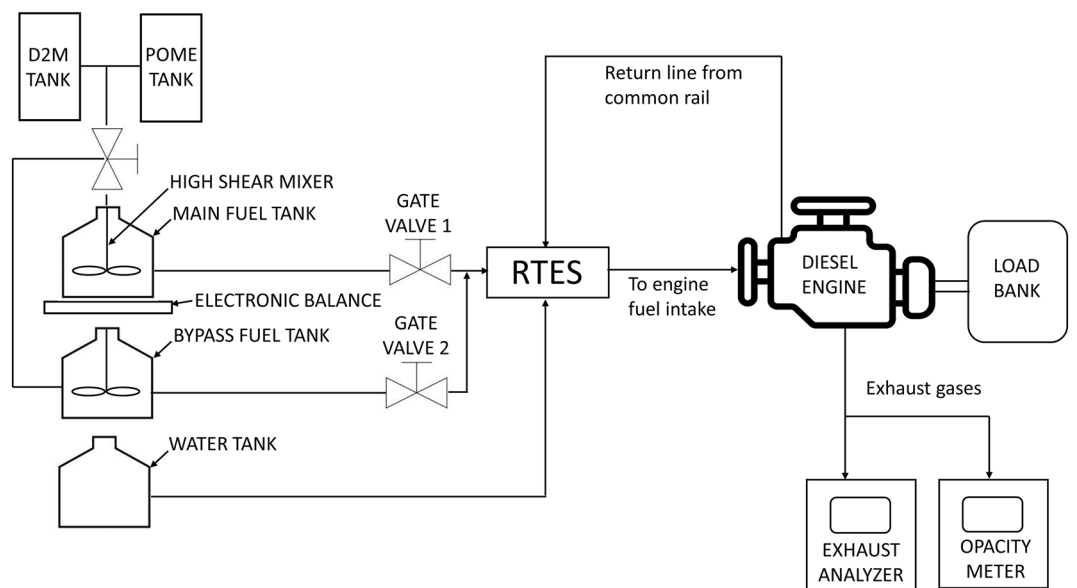 D2M
TANK
POME
TANK
Return line from
common rail
HIGH SHEAR MIXER
MAIN FUEL TANK
GATE
VALVE 1
RTES
To engine
fuel intake
DIESEL
ENGINE
LOAD
BANK
ELECTRONIC BALANCE
BYPASS FUEL TANK
GATE
VALVE 2
Exhaust gases
WATER TANK
EXHAUST
ANALYZER
OPACITY
METER